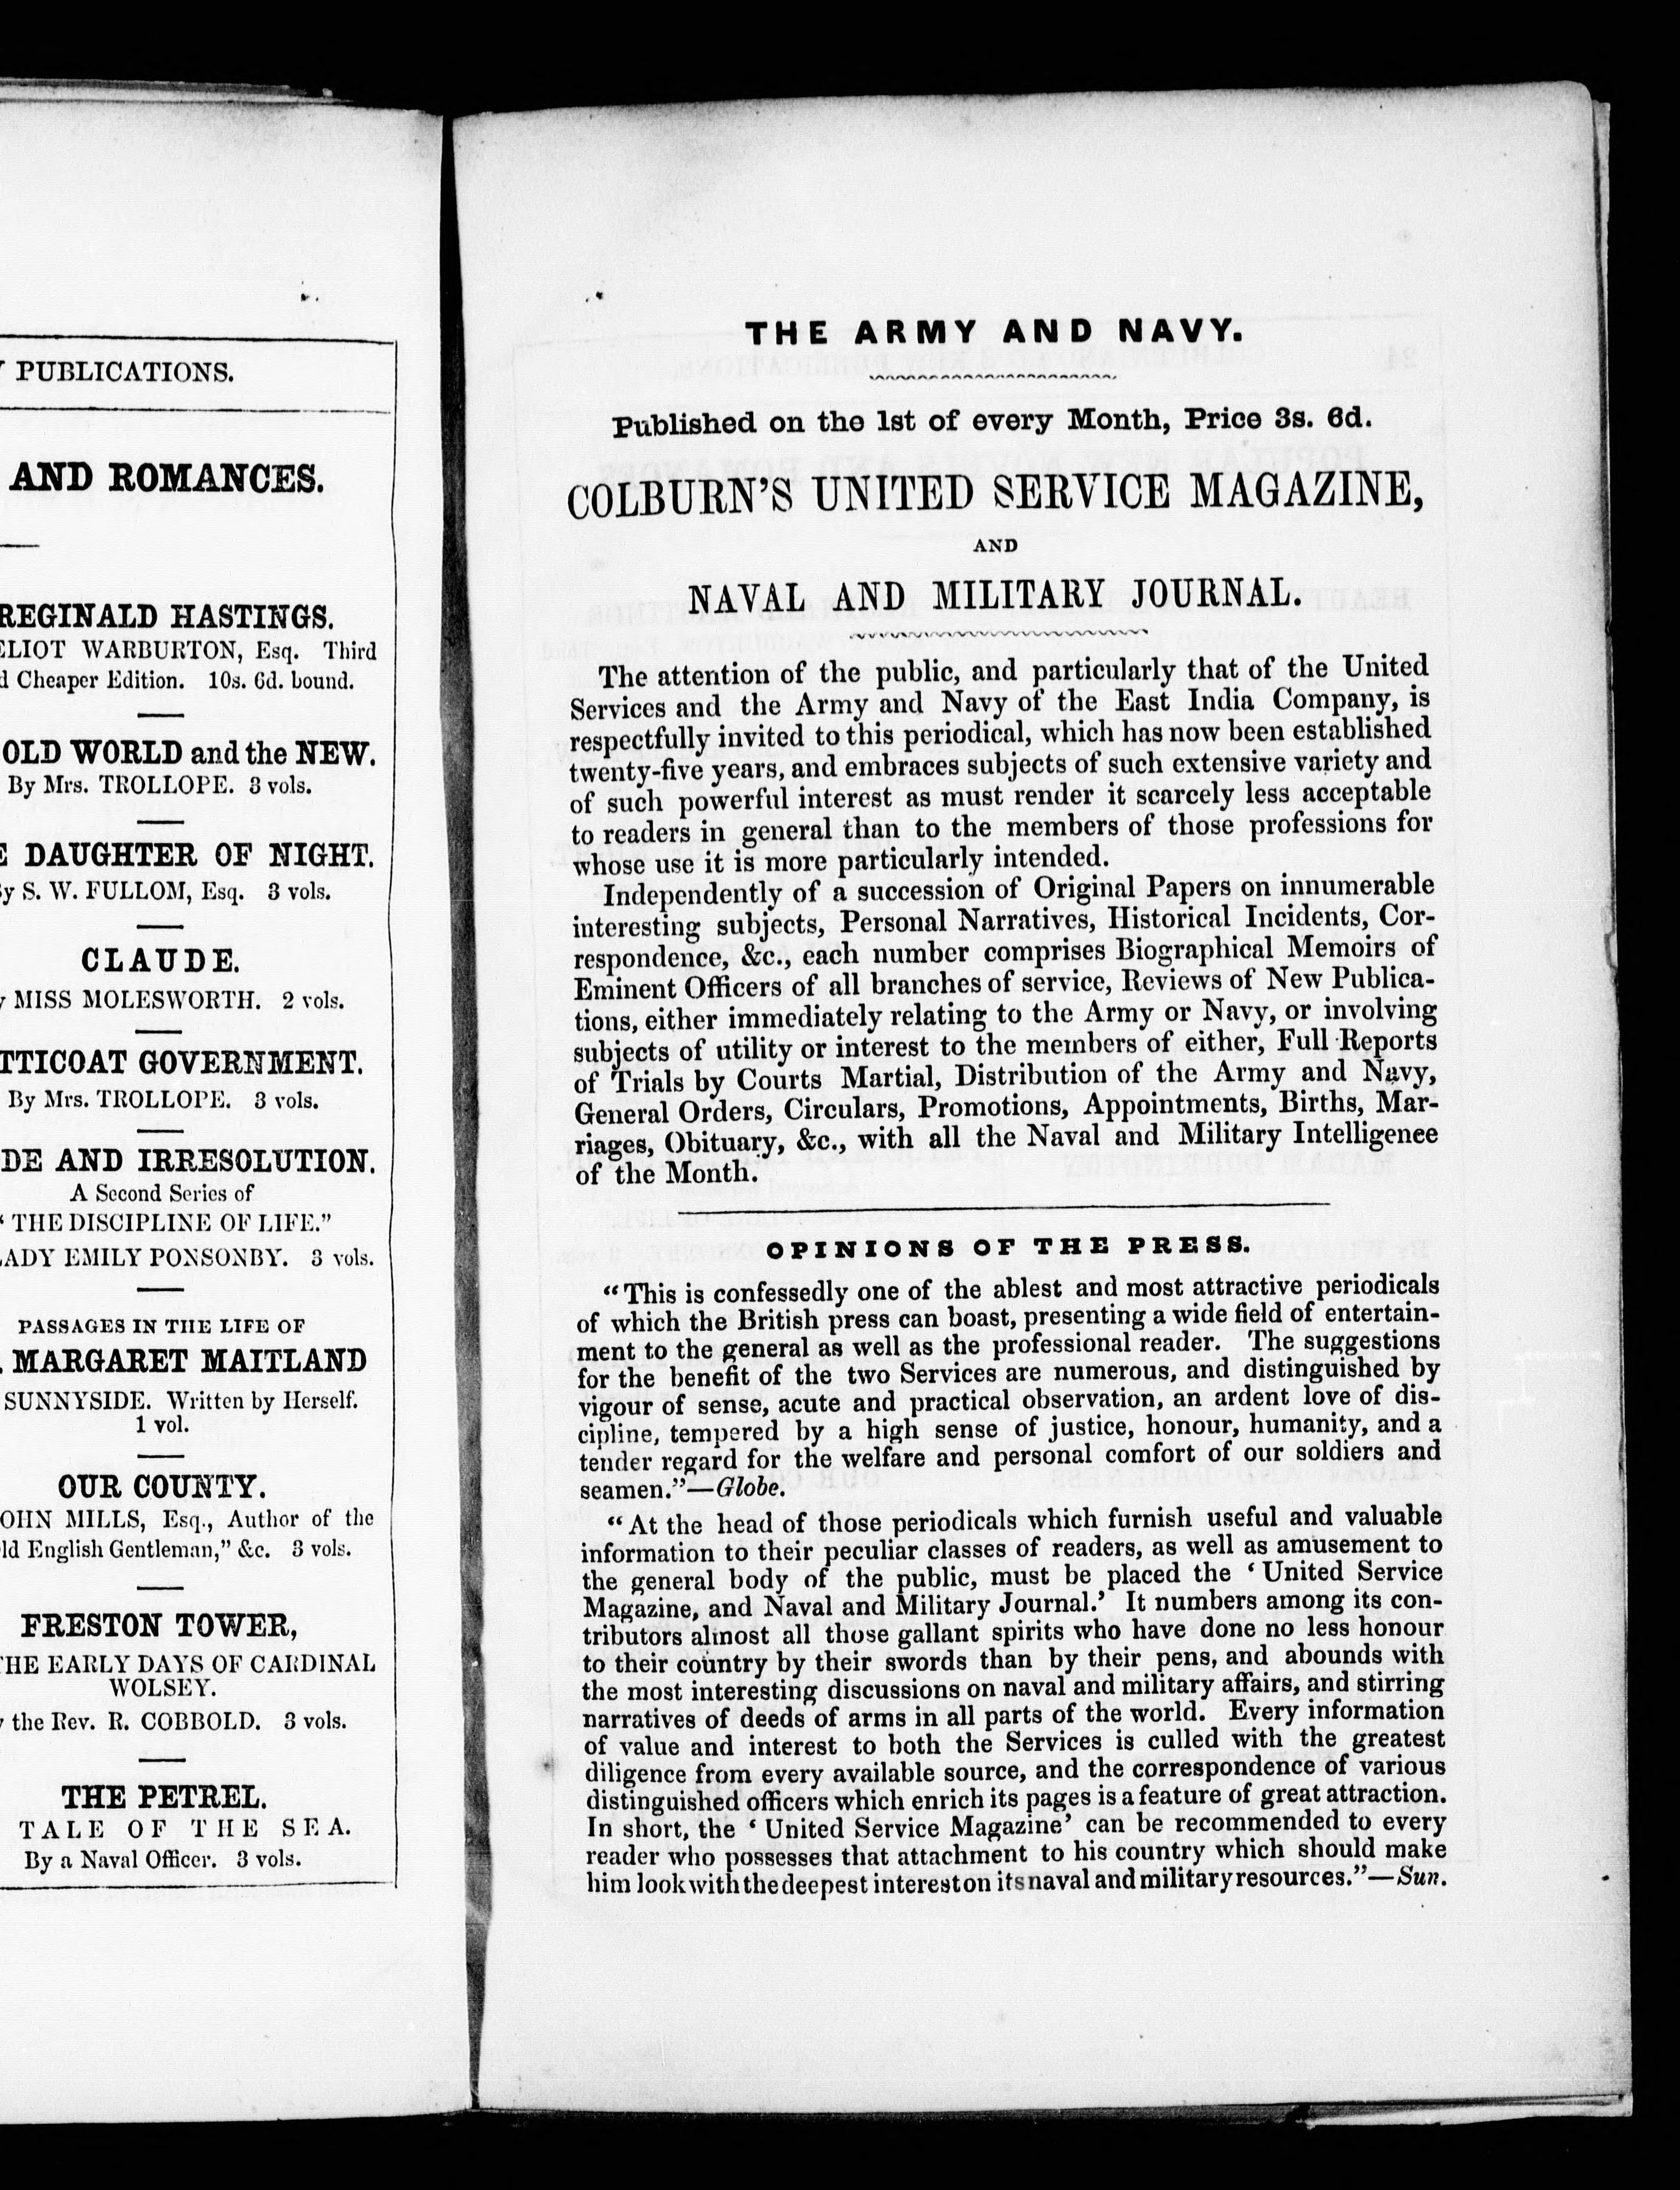 PUBLICATIONS.
AND ROMANCES.
REGINALD HASTINGS.
ELIOT WARBURTON, Esq. Third
Cheaper Edition. 10s. 6d. bound.
OLD WORLD and the NEW.
By Mrs. TROLLOPE. 3 vols.
DAUGHTER OF NIGHT.
S. W. FULLOM, Esq. 3 vols.
CLAUDE.
MISS MOLESWORTH. 2 vols.
TTICOAT GOVERNMENT.
By Mrs. TROLLOPE. 3 vols.
DE AND IRRESOLUTION.
A Second Series of
“THE DISCIPLINE OF LIFE.”
LADY EMILY PONSONBY. 3 vols.
PASSAGES IN THE LIFE OF
MARGARET MAITLAND
SUNNYSIDE. Written by Herself.
1 vol.
OUR COUNTY.
OHN MILLS, Esq., Author of the
ld English Gentleman,” &c. 3 vols.
FRESTON TOWER,
THE EARLY DAYS OF CARDINAL
WOLSEY.
the Rev. R. COBBOLD. 3 vols.
THE PETREL.
TALE OF THE SEA.
By a Naval Officer. 3 vols.
THE ARMY AND NAVY.
Published on the 1st of every Month, Price 3s. 6d.
COLBURN’S UNITED SERVICE MAGAZINE,
AND
NAVAL AND MILITARY JOURNAL.
The attention of the public, and particularly that of the United
Services and the Army and Navy of the East India Company, is
respectfully invited to this periodical, which has now been established
twenty-five years, and embraces subjects of such extensive variety and
of such powerful interest as must render it scarcely less acceptable
to readers in general than to the members of those professions for
whose use it is more particularly intended.
Independently of a succession of Original Papers on innumerable
interesting subjects, Personal Narratives, Historical Incidents, Cor-
respondence, &c., each number comprises Biographical Memoirs of
Eminent Officers of all branches of service, Reviews of New Publica-
tions, either immediately relating to the Army or Navy, or involving
subjects of utility or interest to the members of either, Full Reports
of Trials by Courts Martial, Distribution of the Army and Navy,
General Orders, Circulars, Promotions, Appointments, Births, Mar-
riages, Obituary, &c., with all the Naval and Military Intelligence
of the Month.
OPINIONS OF THE PRESS.
“This is confessedly one of the ablest and most attractive periodicals
of which the British press can boast, presenting a wide field of entertain-
ment to the general as well as the professional reader. The suggestions
for the benefit of the two Services are numerous, and distinguished by
vigour of sense, acute and practical observation, an ardent love of dis-
cipline, tempered by a high sense of justice, honour, humanity, and a
tender regard for the welfare and personal comfort of our soldiers and
seamen.”—Globe.
“At the head of those periodicals which furnish useful and valuable
information to their peculiar classes of readers, as well as amusement to
the general body of the public, must be placed the ‘United Service
Magazine, and Naval and Military Journal.’ It numbers among its con-
tributors almost all those gallant spirits who have done no less honour
to their country by their swords than by their pens, and abounds with
the most interesting discussions on naval and military affairs, and stirring
narratives of deeds of arms in all parts of the world. Every information
of value and interest to both the Services is culled with the greatest
diligence from every available source, and the correspondence of various
distinguished officers which enrich its pages is a feature of great attraction.
In short, the ‘United Service Magazine’ can be recommended to every
reader who possesses that attachment to his country which should make
him look with the deepest interest on its naval and military resources.”—Sun.